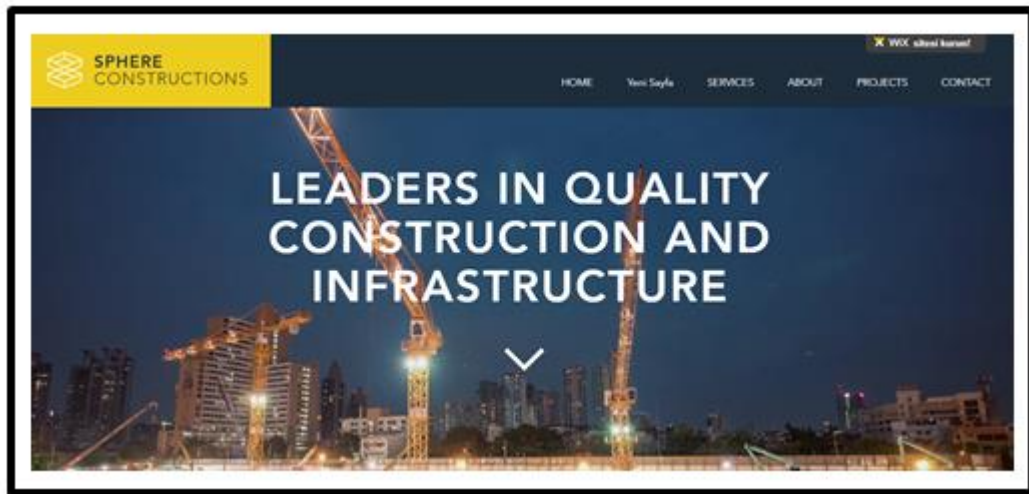 SPHERE
CONSTRUCTIONS
X WiX sitesi kurun!
HOME Yeni Sayfa SERVICES ABOUT PROJECTS CONTACT
LEADERS IN QUALITY
CONSTRUCTION AND
INFRASTRUCTURE